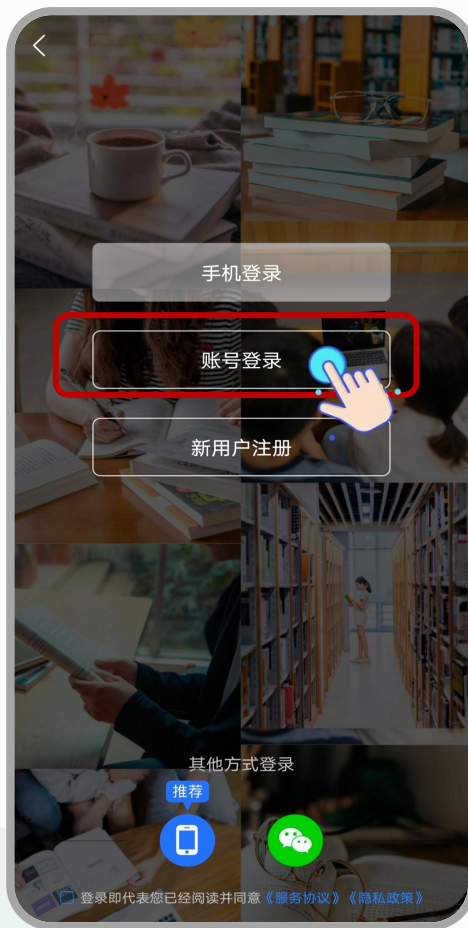 手机登录
账号登录
新用户注册
其他方式登录
推荐
登录即代表您已经阅读并同意《服务协议》《隐私政策》